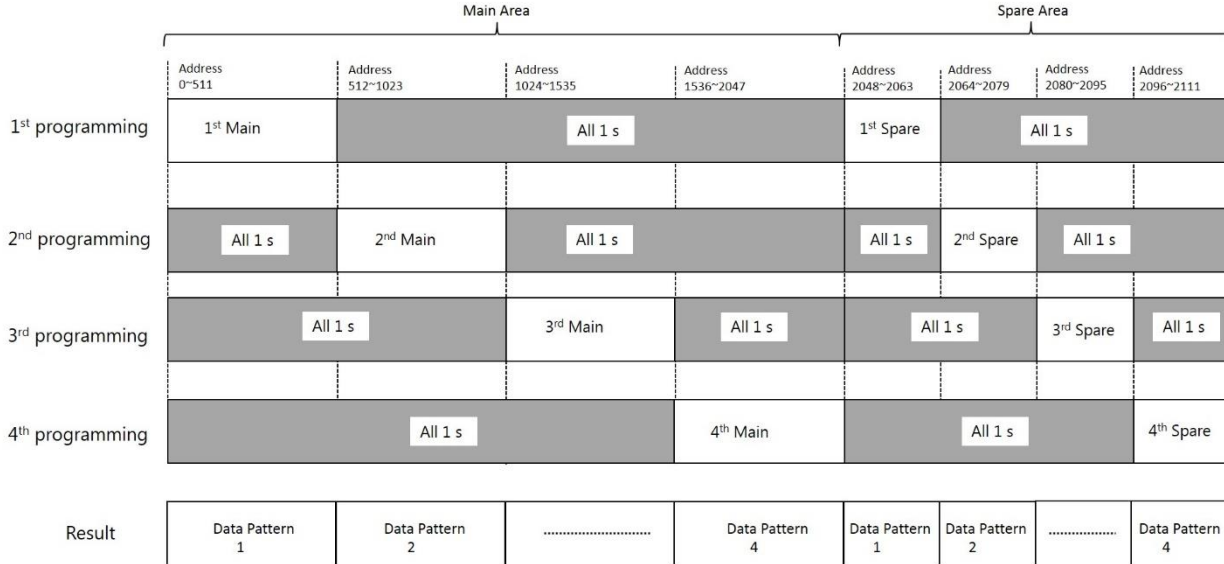 Main Area Spare Area
Address Address Address Address Address Address Address Address
0~511 512~1023 1024~1535 1536~2047 2048~2063 2064~2079 2080~2095 2096~2111
1st programming 1st Main All 1 s 1st Spare All 1 s
2nd programming All 1 s 2nd Main All 1 s All 1 s 2nd Spare All 1 s
3rd programming All 1 s 3rd Main All 1 s All 1 s 3rd Spare All 1 s
4th programming All 1 s 4th Main All 1 s 4th Spare
Result Data Pattern Data Pattern .................... Data Pattern Data Pattern Data Pattern .............. Data Pattern
1 2 4 1 2 4